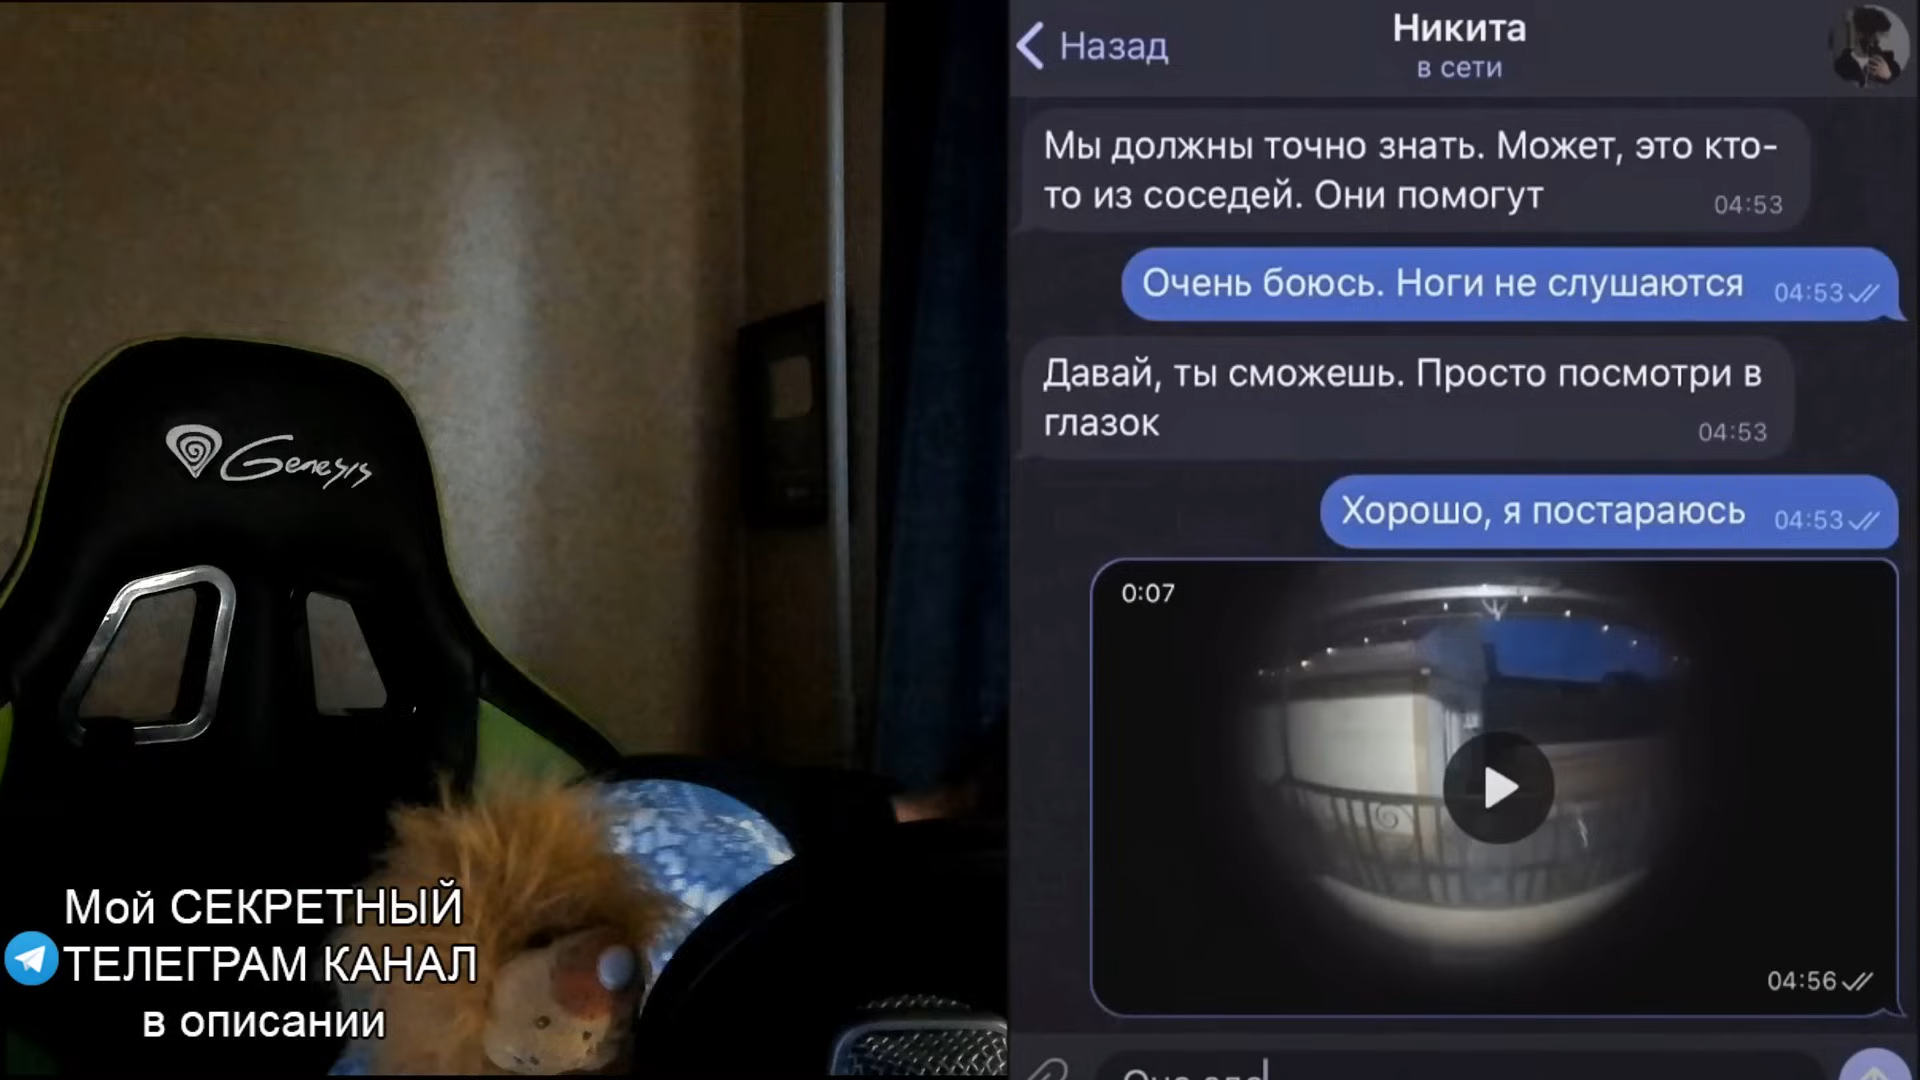 Genesis
Мой СЕКРЕТНЫЙ
ТЕЛЕГРАМ КАНАЛ
в описании
Назад
Никита
в сети
Мы должны точно знать. Может, это кто-
то из соседей. Они помогут
04:53
Очень боюсь. Ноги не слушаются 04:53
Давай, ты сможешь. Просто посмотри в
глазок
04:53
Хорошо, я постараюсь 04:53
0:07
04:56